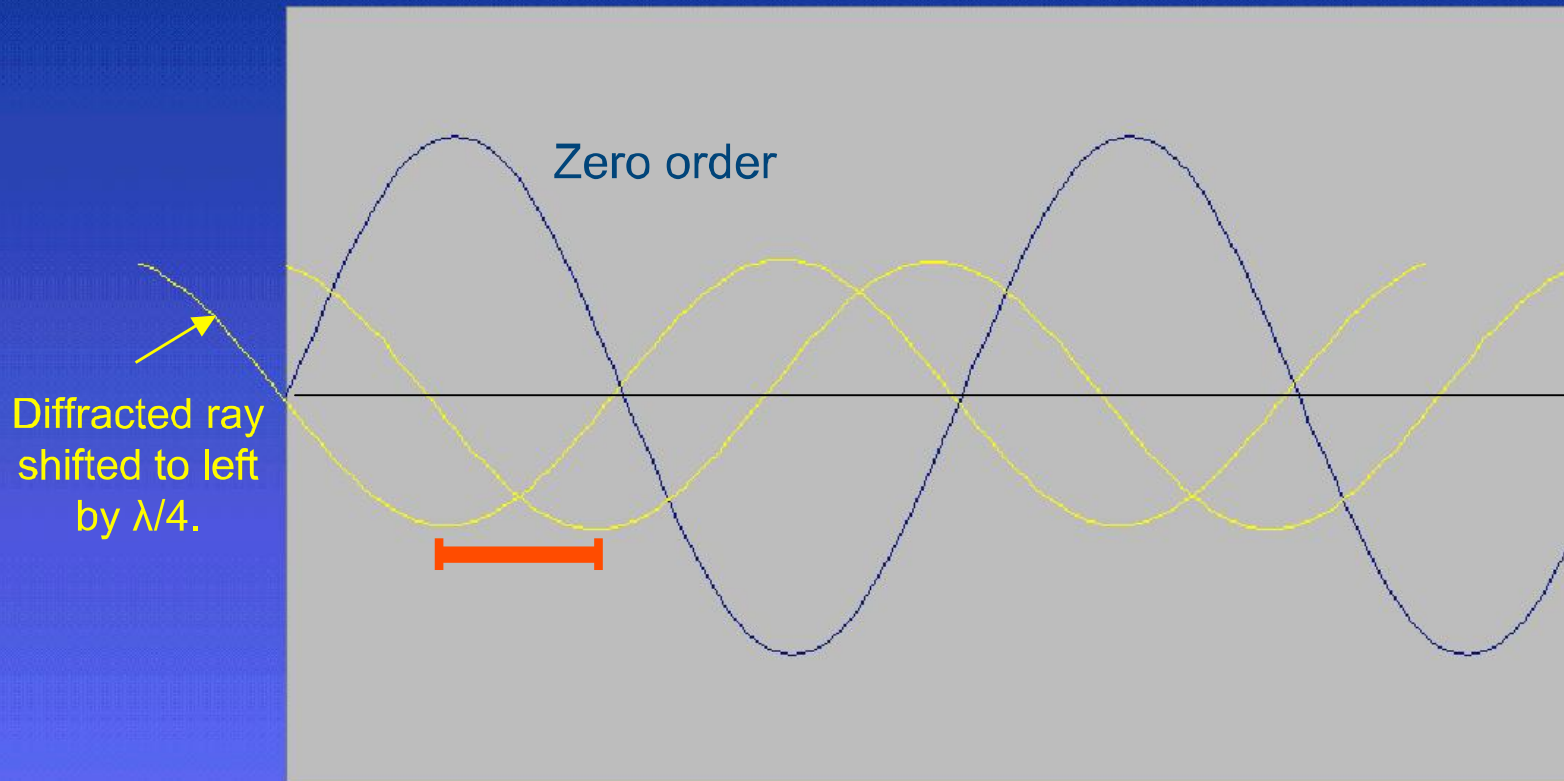 Zero order
Diffracted ray
shifted to left
by λ/4.